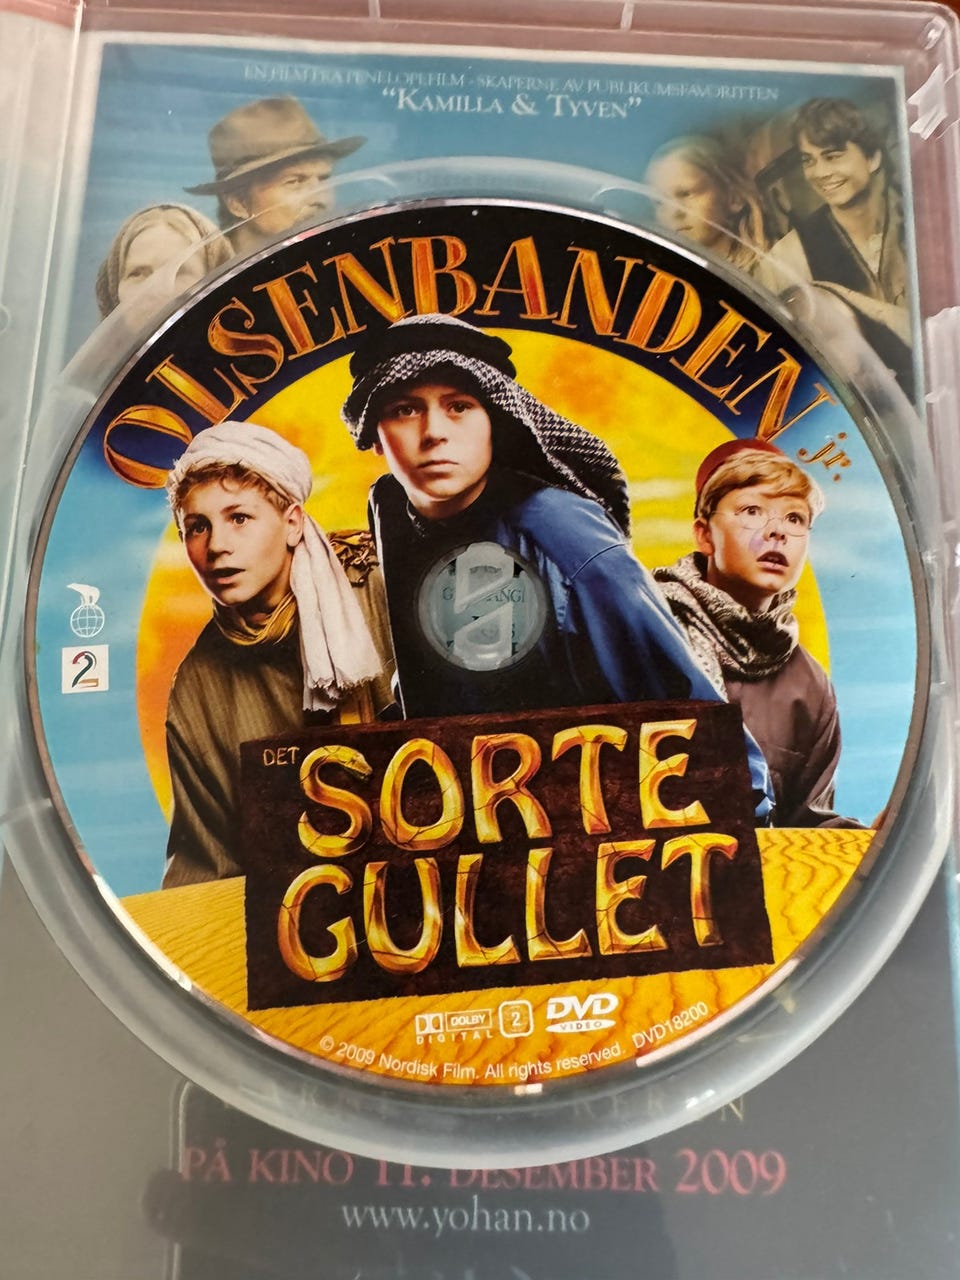 EN FILM FRA PENELOPEFILM - SKAPERNE AV PUBLIKUMSFAVORITTEN
"KAMILLA & TYVEN"
OLSENBANDEN jr.
2
DET
SORTE
GULLET
DOLBY DIGITAL 2 DVD VIDEO
© 2009 Nordisk Film. All rights reserved. DVD18200
PÅ KINO 11. DESEMBER 2009
www.yohan.no